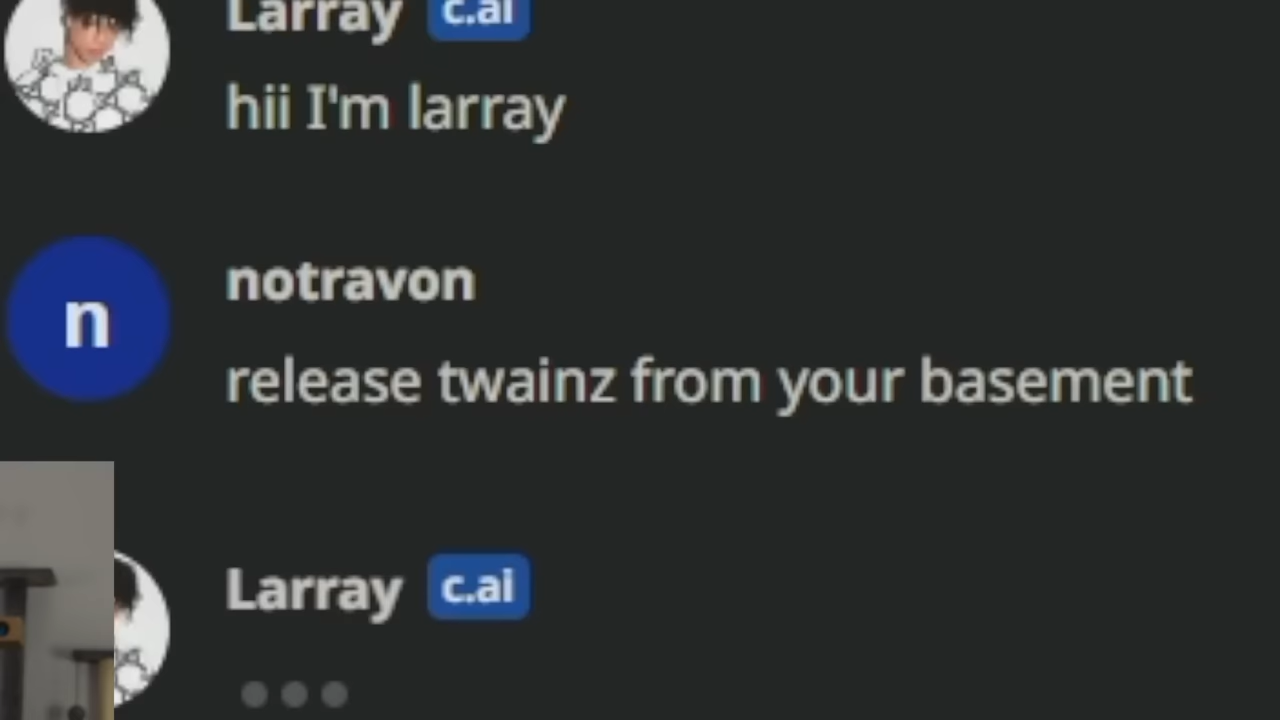 Larray c.ai
hii I'm larray
n
notravon
release twainz from your basement
Larray c.ai